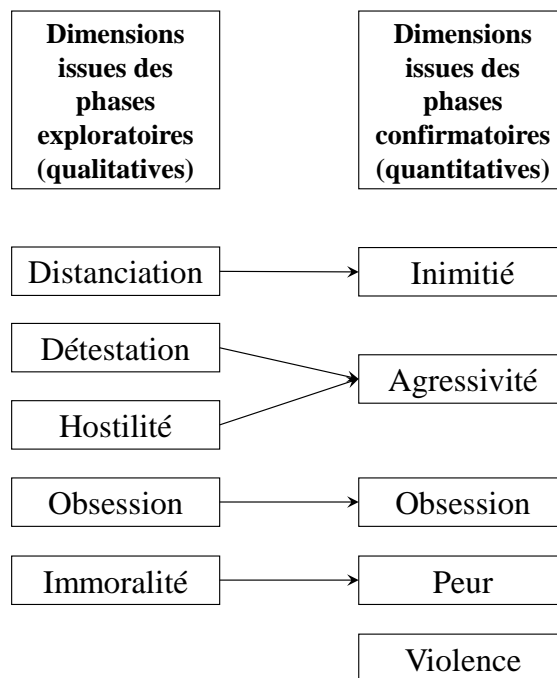 Dimensions
issues des
phases
exploratoires
(qualitatives)
Dimensions
issues des
phases
confirmatoires
(quantitatives)
Distanciation
Inimitié
Détestation
Hostilité
Agressivité
Obsession
Obsession
Immoralité
Peur
Violence